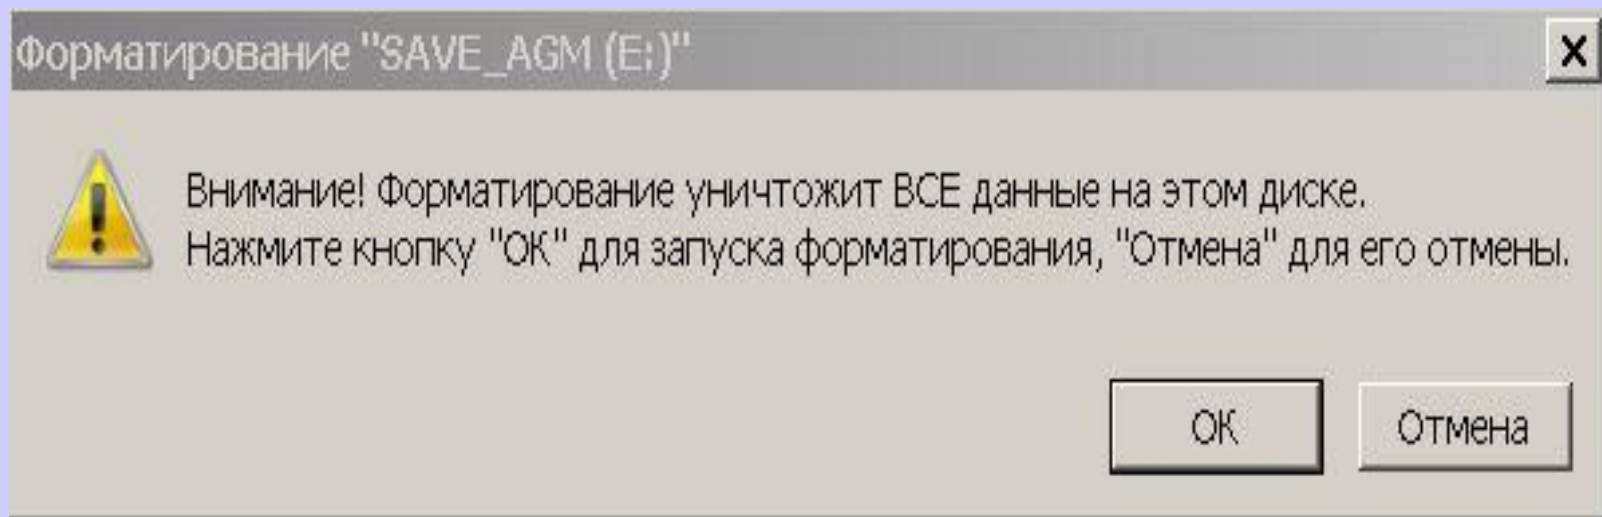 Форматирование "SAVE_AGM (E:)"
Внимание! Форматирование уничтожит ВСЕ данные на этом диске.
Нажмите кнопку "ОК" для запуска форматирования, "Отмена" для его отмены.
ОК Отмена